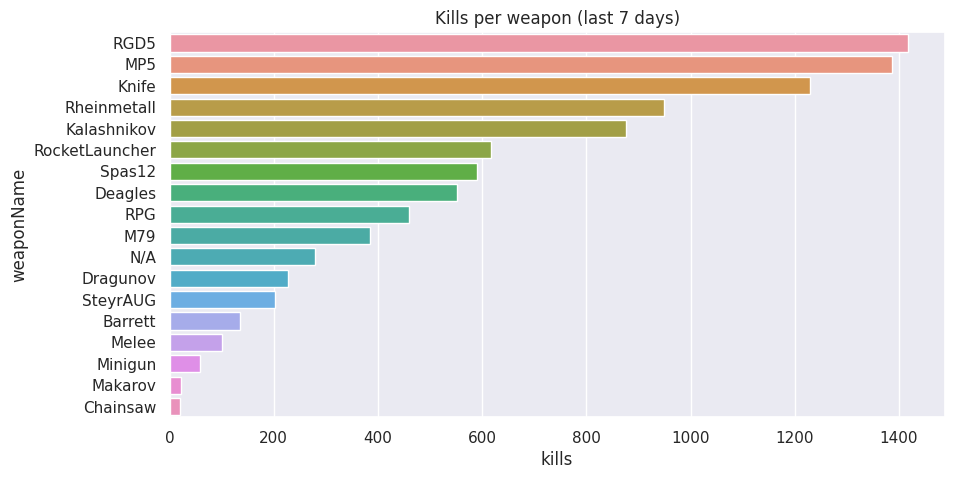 Kills per weapon (last 7 days)
weaponName
RGD5
MP5
Knife
Rheinmetall
Kalashnikov
RocketLauncher
Spas12
Deagles
RPG
M79
N/A
Dragunov
SteyrAUG
Barrett
Melee
Minigun
Makarov
Chainsaw
0 200 400 600 800 1000 1200 1400
kills